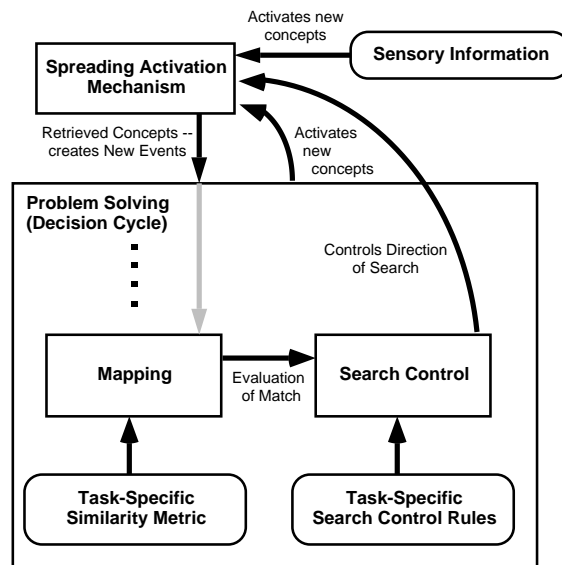 Activates new
concepts
Sensory Information
Spreading Activation
Mechanism
Retrieved Concepts --
creates New Events
Activates
new
concepts
Problem Solving
(Decision Cycle)
Controls Direction
of Search
Mapping
Evaluation
of Match
Search Control
Task-Specific
Similarity Metric
Task-Specific
Search Control Rules